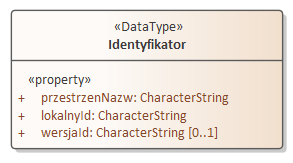 «DataType»
Identyfikator
«property»
+ przestrzenNazw: CharacterString
+ lokalnyId: CharacterString
+ wersjaId: CharacterString [0..1]